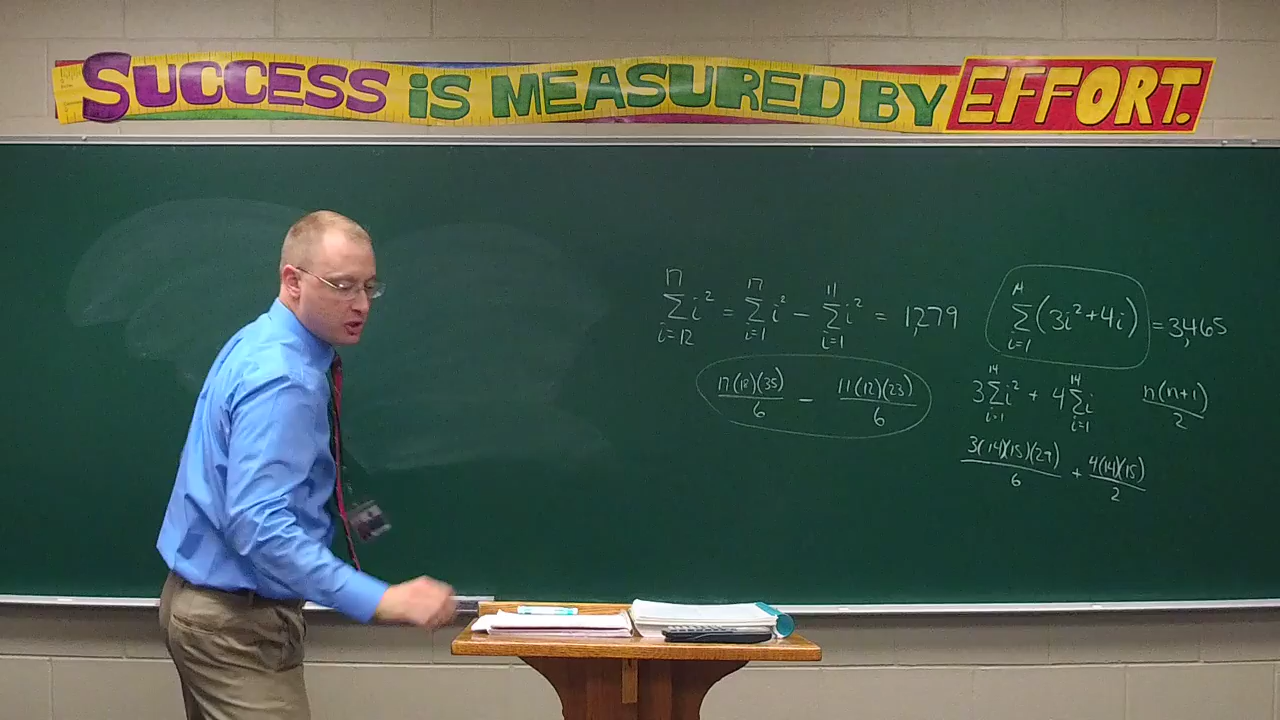 SUCCESS IS MEASURED BY EFFORT.
17 Σ i=12 i² = 17 Σ i=1 i² − 11 Σ i=1 i² = 1,279
17(18)(35)/6 − 11(12)(23)/6
14 Σ i=1 (3i²+4i) = 3,465
3 14 Σ i=1 i² + 4 14 Σ i=1 i
n(n+1)/2
3(14)(15)(29)/6 + 4(14)(15)/2